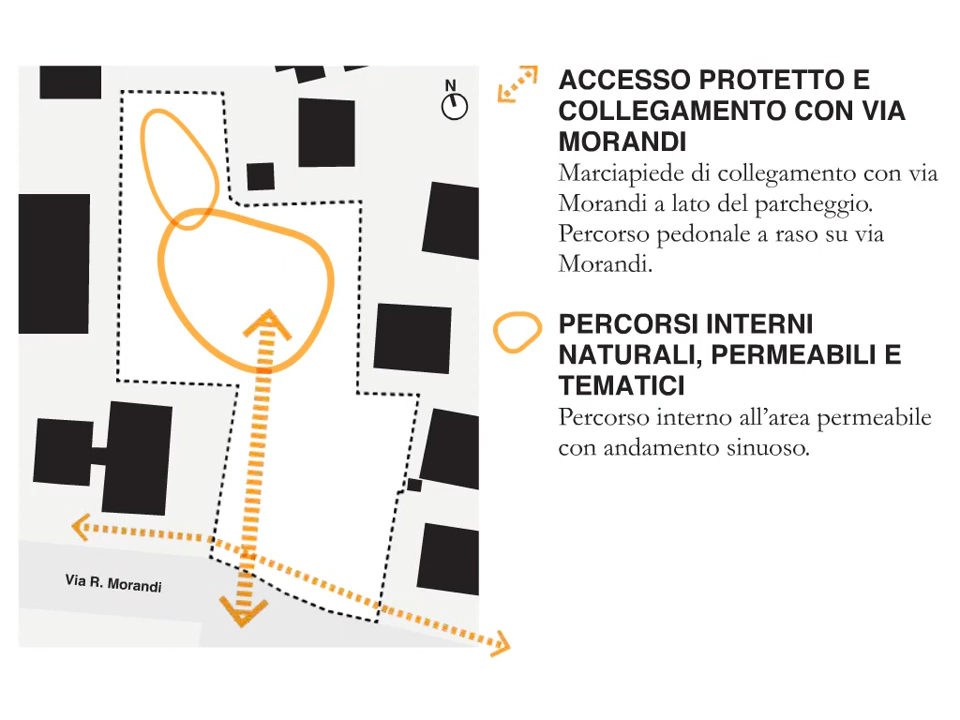 N
Via R. Morandi
ACCESSO PROTETTO E
COLLEGAMENTO CON VIA
MORANDI
Marciapiede di collegamento con via
Morandi a lato del parcheggio.
Percorso pedonale a raso su via
Morandi.
PERCORSI INTERNI
NATURALI, PERMEABILI E
TEMATICI
Percorso interno all’area permeabile
con andamento sinuoso.